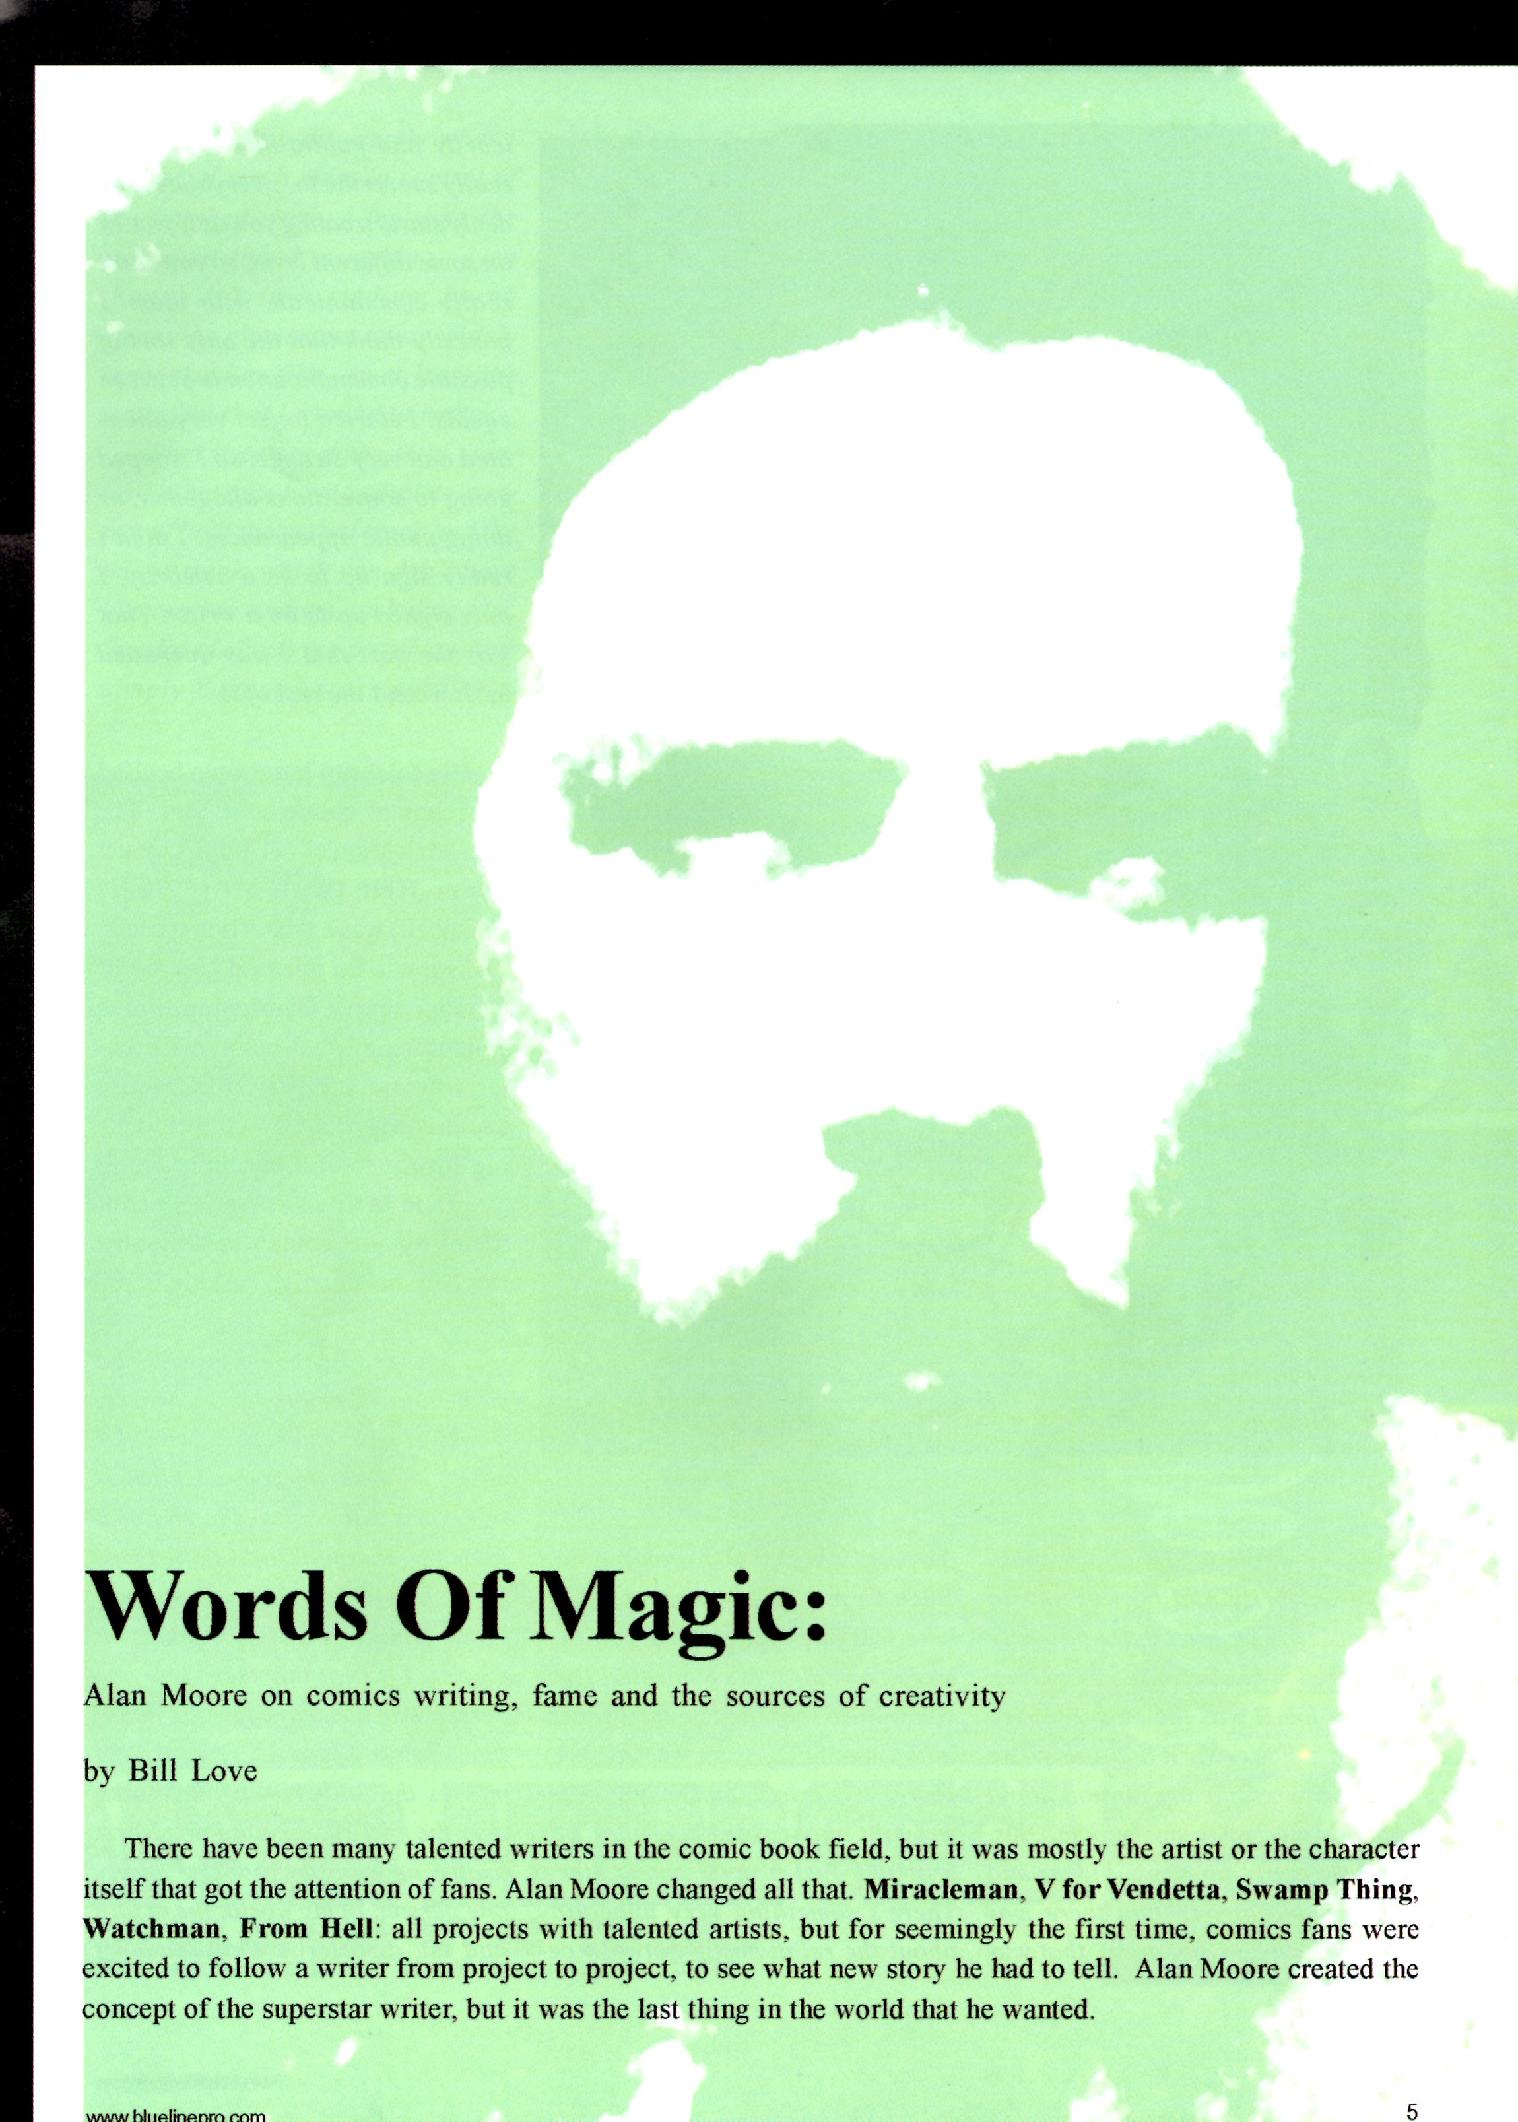 Words Of Magic:
Alan Moore on comics writing, fame and the sources of creativity
by Bill Love
There have been many talented writers in the comic book field, but it was mostly the artist or the character
itself that got the attention of fans. Alan Moore changed all that. Miracleman, V for Vendetta, Swamp Thing,
Watchman, From Hell: all projects with talented artists, but for seemingly the first time, comics fans were
excited to follow a writer from project to project, to see what new story he had to tell. Alan Moore created the
concept of the superstar writer, but it was the last thing in the world that he wanted.
www.bluelinepro.com
5